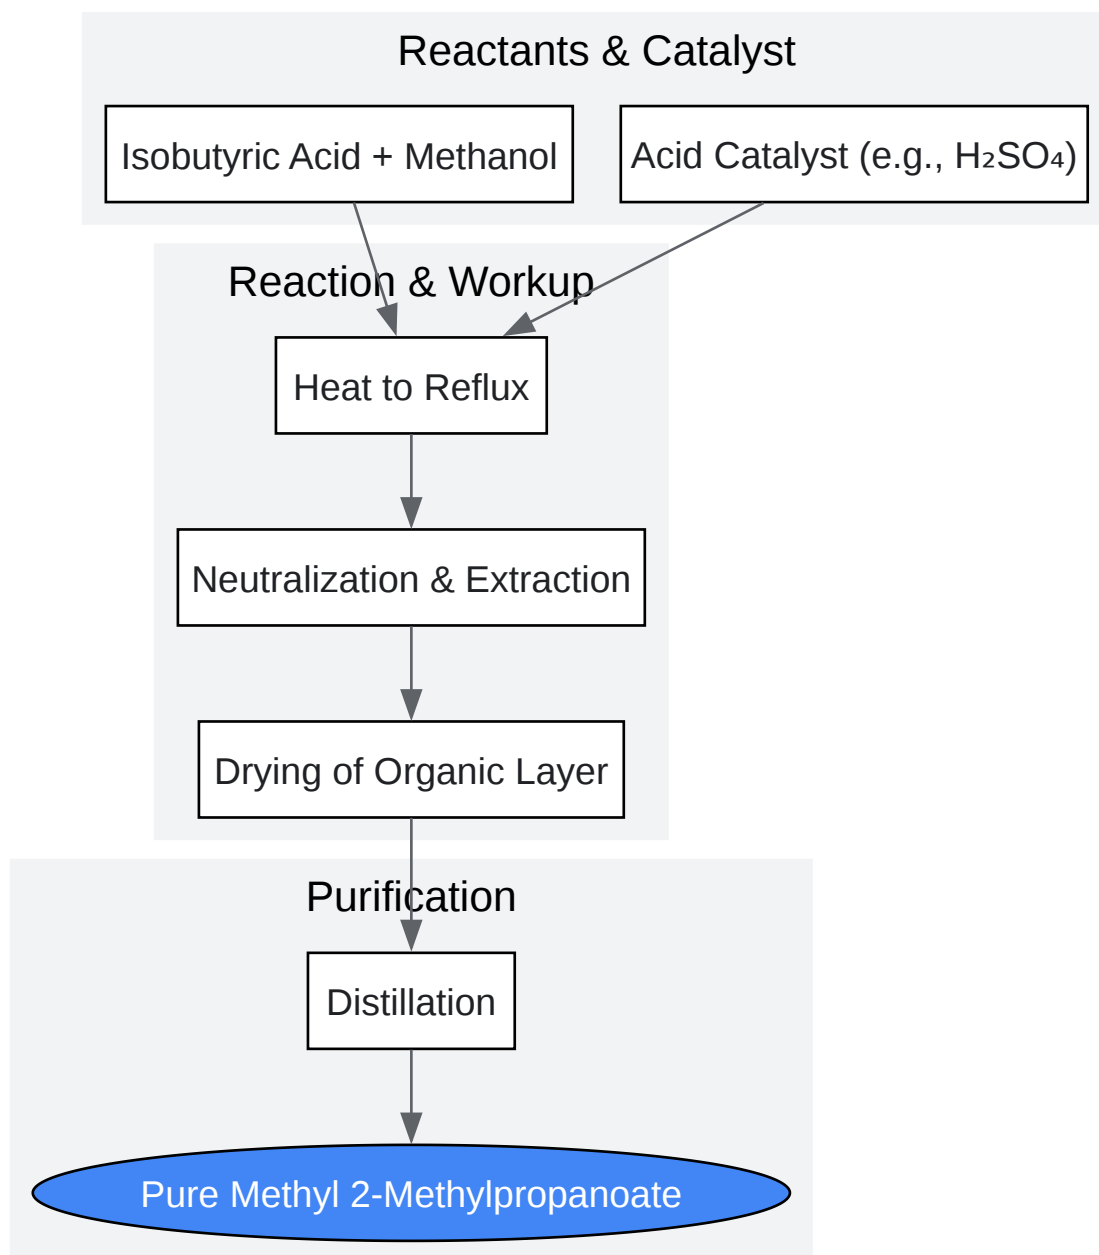 Reactants & Catalyst
Isobutyric Acid + Methanol
Acid Catalyst (e.g., H₂SO₄)
Reaction & Workup
Heat to Reflux
Neutralization & Extraction
Drying of Organic Layer
Purification
Distillation
Pure Methyl 2-Methylpropanoate